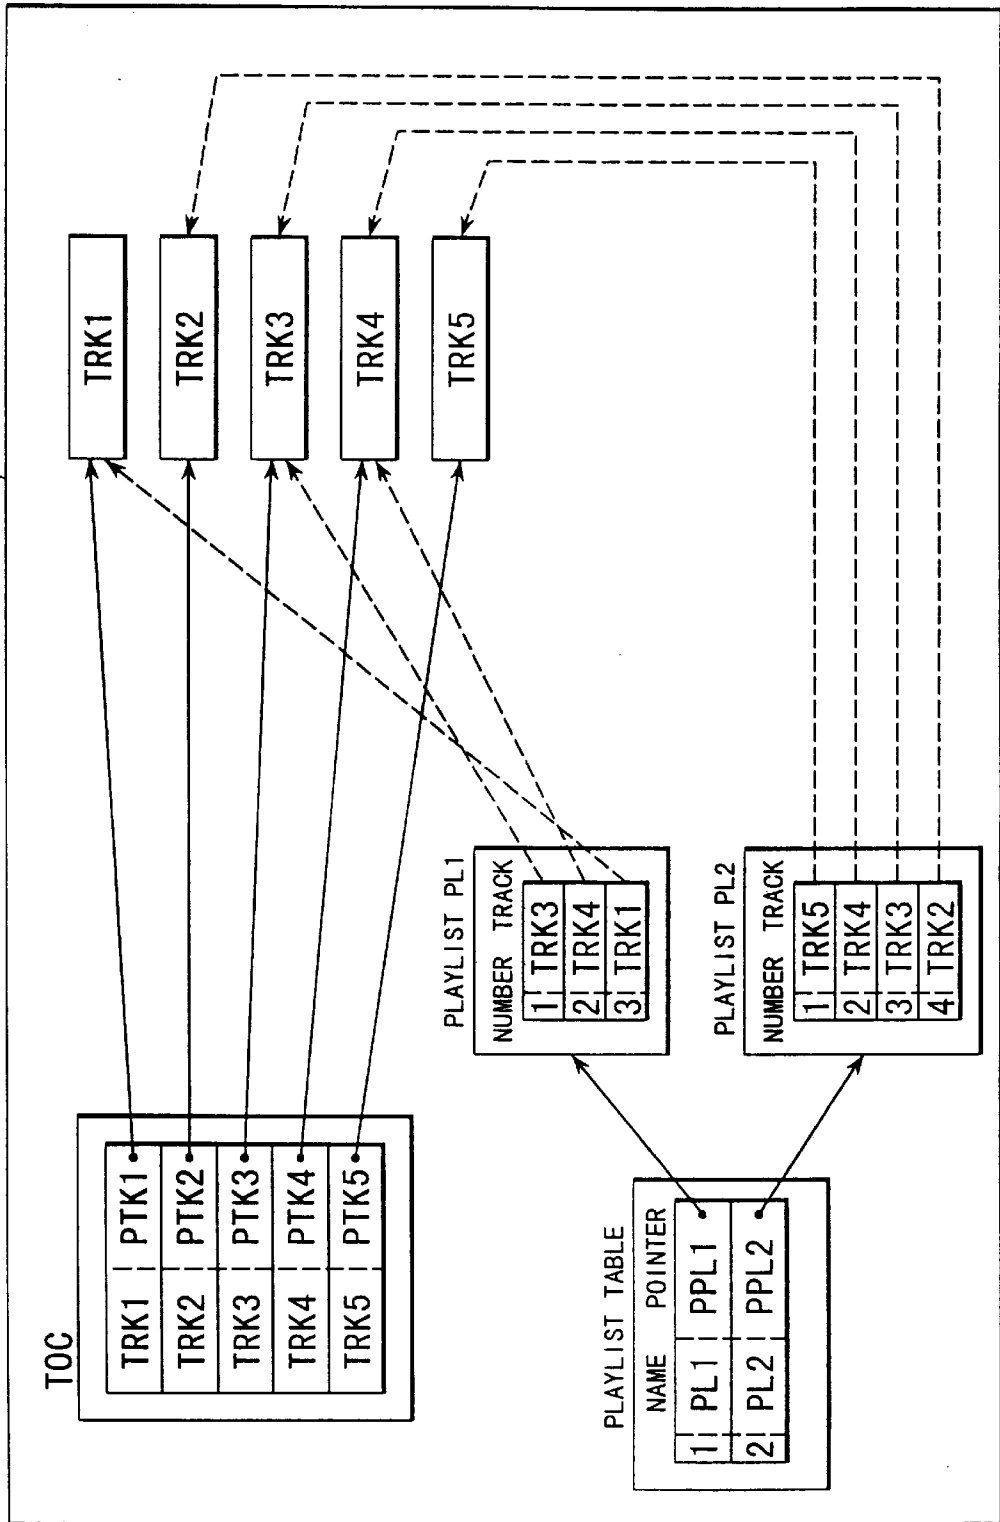 TOC
TRK1 PTK1
TRK2 PTK2
TRK3 PTK3
TRK4 PTK4
TRK5 PTK5
TRK1
TRK2
TRK3
TRK4
TRK5
PLAYLIST TABLE
NAME POINTER
1 PL1 PPL1
2 PL2 PPL2
PLAYLIST PL1
NUMBER TRACK
1 TRK3
2 TRK4
3 TRK1
PLAYLIST PL2
NUMBER TRACK
1 TRK5
2 TRK4
3 TRK3
4 TRK2